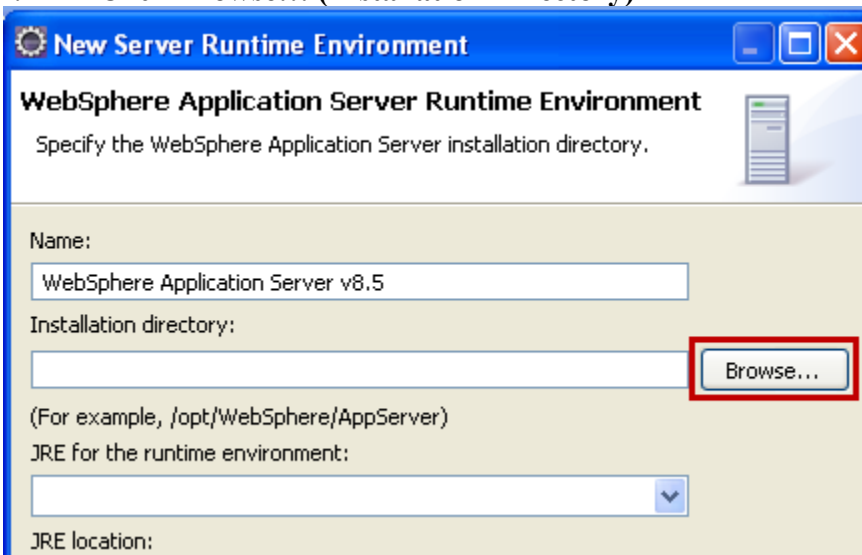 New Server Runtime Environment
WebSphere Application Server Runtime Environment
Specify the WebSphere Application Server installation directory.
Name:
WebSphere Application Server v8.5
Installation directory:
Browse...
(For example, /opt/WebSphere/AppServer)
JRE for the runtime environment:
JRE location: